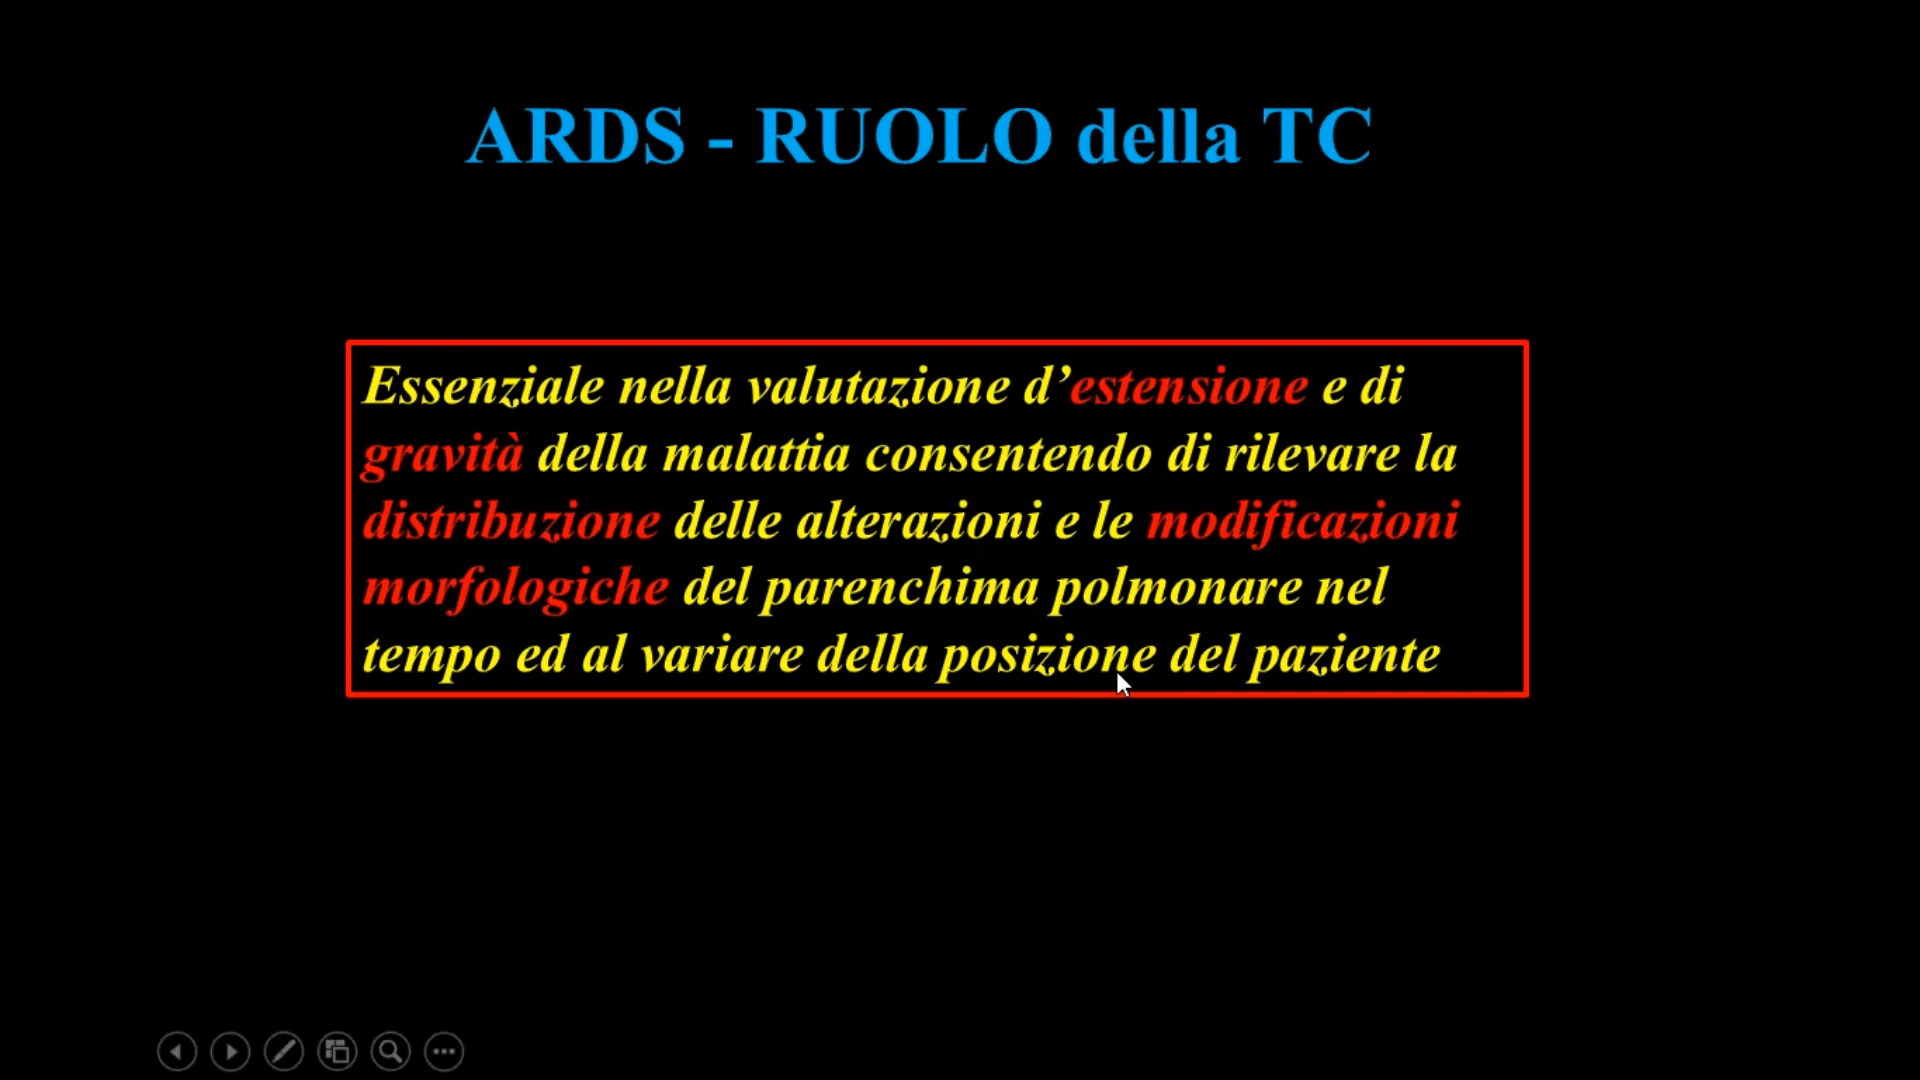 ARDS - RUOLO della TC
Essenziale nella valutazione d’estensione e di
gravità della malattia consentendo di rilevare la
distribuzione delle alterazioni e le modificazioni
morfologiche del parenchima polmonare nel
tempo ed al variare della posizione del paziente